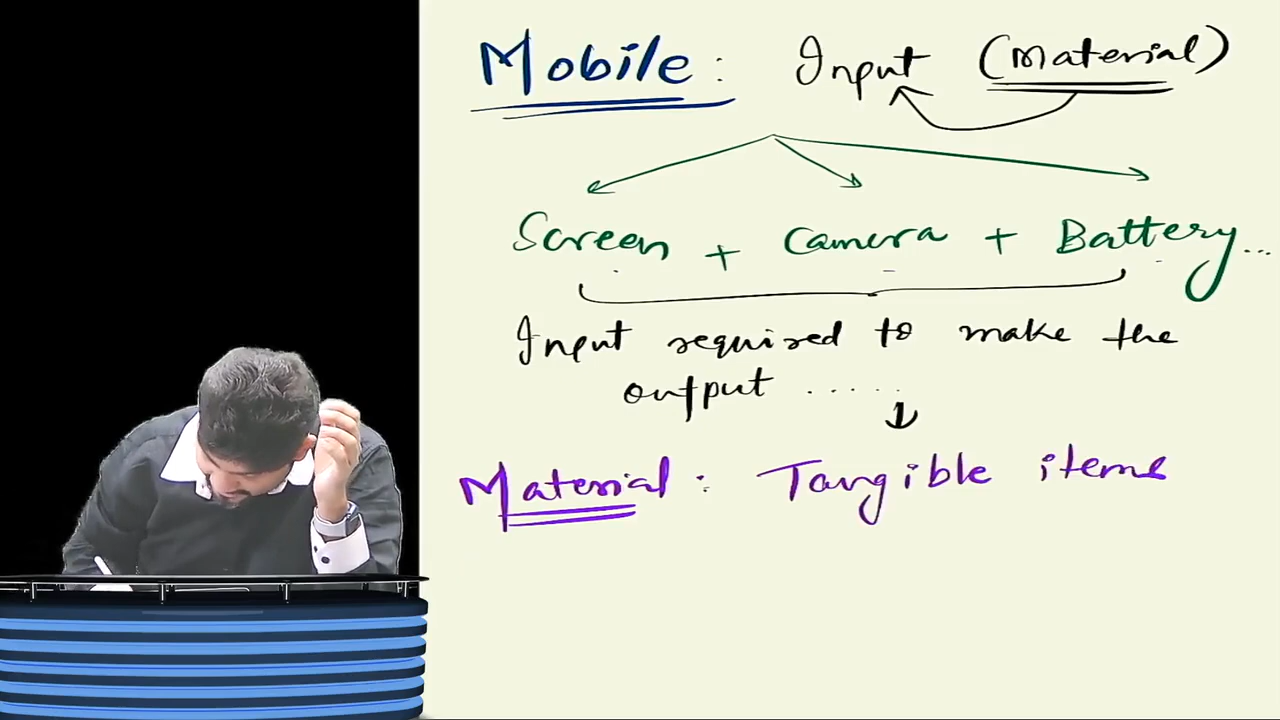 Mobile: Input (Material)
Screen + Camera + Battery...
Input required to make the
output .....
Material: Tangible items